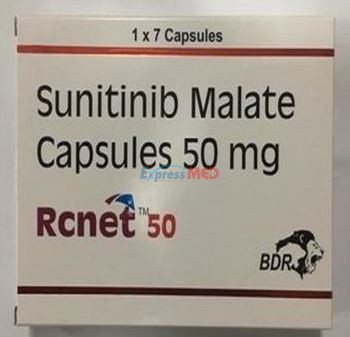 1 x 7 Capsules
Sunitinib Malate
Capsules 50 mg
ExpressMED
Rcnet™ 50
BDR